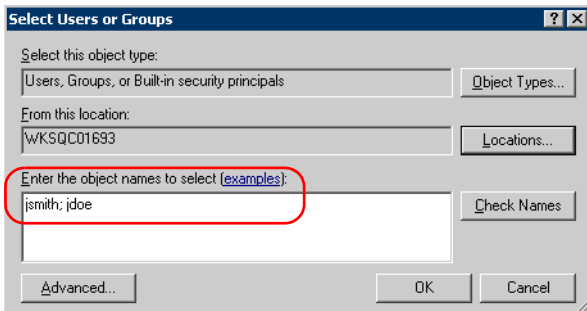 Select Users or Groups
Select this object type:
Users, Groups, or Built-in security principals
Object Types...
From this location:
WKSQC01693
Locations...
Enter the object names to select (examples):
jsmith; jdoe
Check Names
Advanced...
OK
Cancel